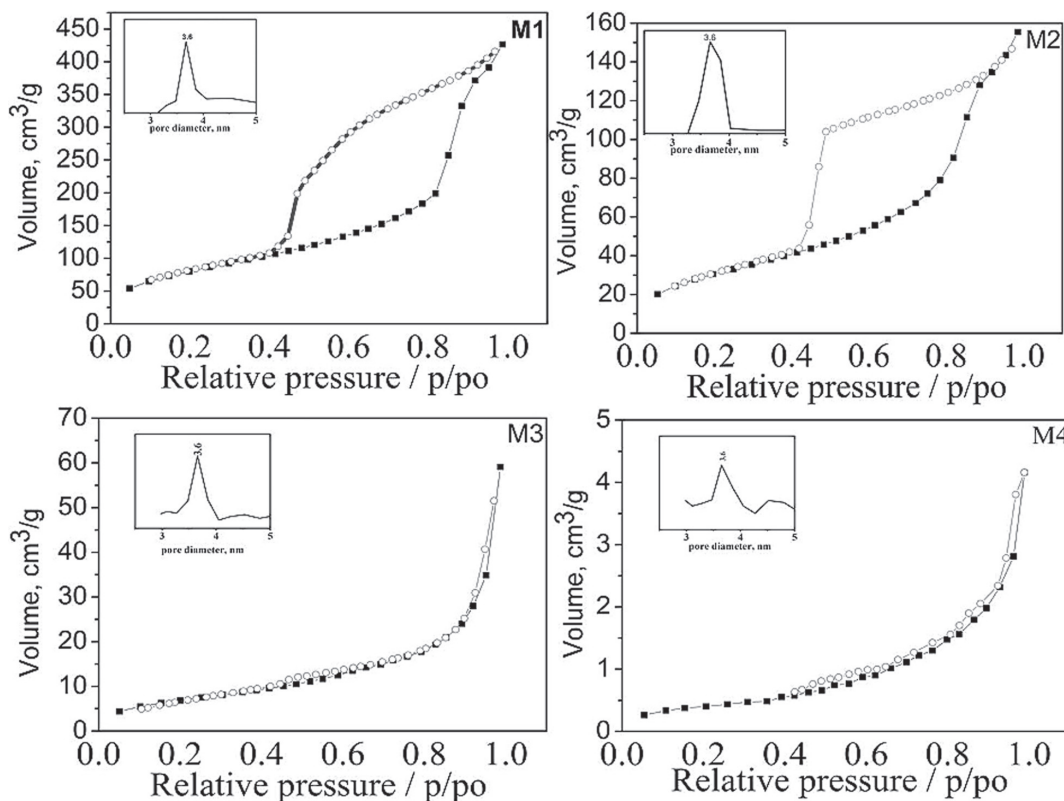 M1
Volume, cm³/g
450
400
350
300
250
200
150
100
50
0
0.0 0.2 0.4 0.6 0.8 1.0
Relative pressure / p/po
3.6
3 4 5
pore diameter, nm
M2
Volume, cm³/g
160
140
120
100
80
60
40
20
0
0.0 0.2 0.4 0.6 0.8 1.0
Relative pressure / p/po
3.6
3 4 5
pore diameter, nm
M3
Volume, cm³/g
70
60
50
40
30
20
10
0
0.0 0.2 0.4 0.6 0.8 1.0
Relative pressure / p/po
3.6
3 4 5
pore diameter, nm
M4
Volume, cm³/g
5
4
3
2
1
0
0.0 0.2 0.4 0.6 0.8 1.0
Relative pressure / p/po
3.6
3 4 5
pore diameter, nm